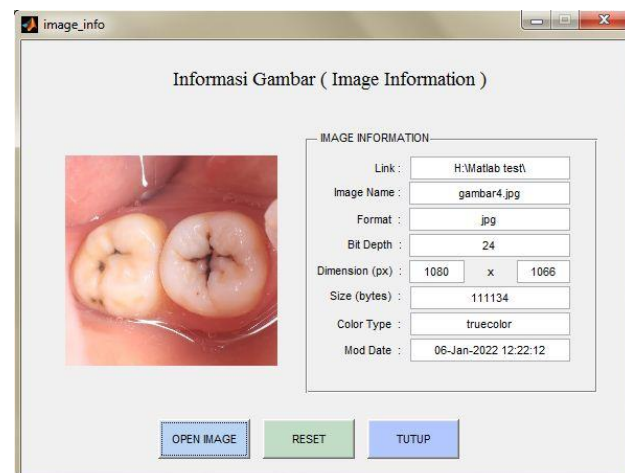 image_info
Informasi Gambar ( Image Information )
IMAGE INFORMATION
Link : H:\Matlab test\
Image Name : gambar4.jpg
Format : jpg
Bit Depth : 24
Dimension (px) : 1080 x 1066
Size (bytes) : 111134
Color Type : truecolor
Mod Date : 06-Jan-2022 12:22:12
OPEN IMAGE RESET TUTUP